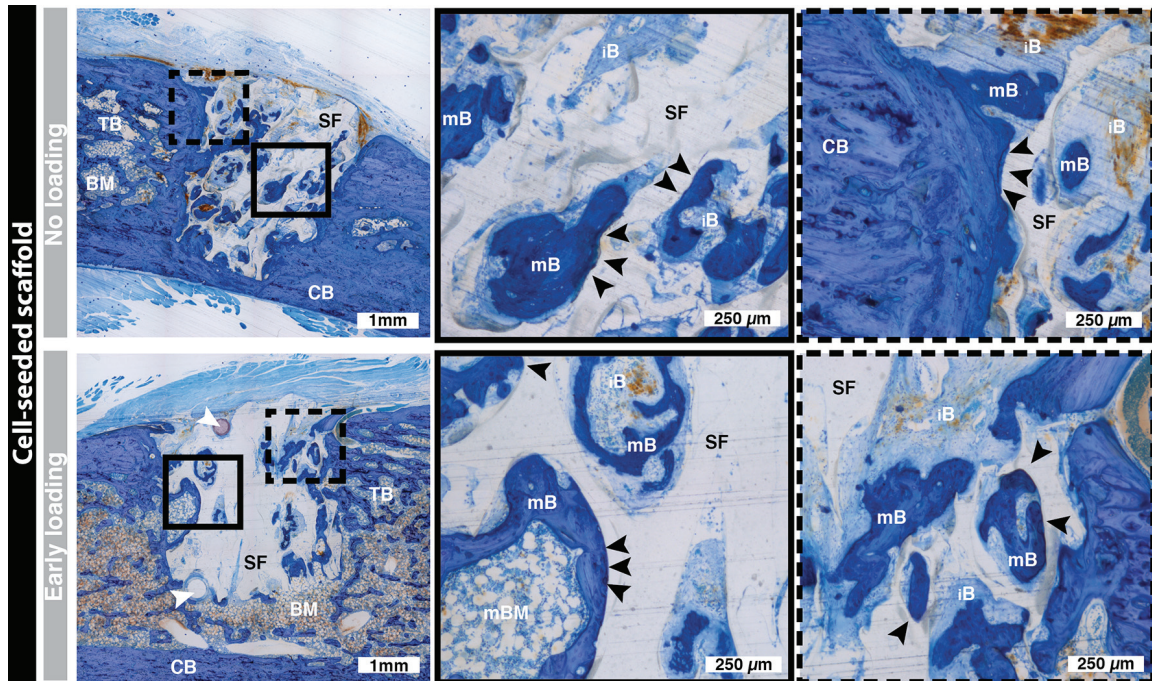 Cell-seeded scaffold
No loading
TB
BM
SF
CB
1mm
iB
mB
SF
iB
mB
250 µm
iB
mB
CB
iB
mB
SF
250 µm
Early loading
TB
SF
BM
CB
1mm
iB
mB
SF
mB
mBM
250 µm
SF
iB
mB
mB
iB
250 µm